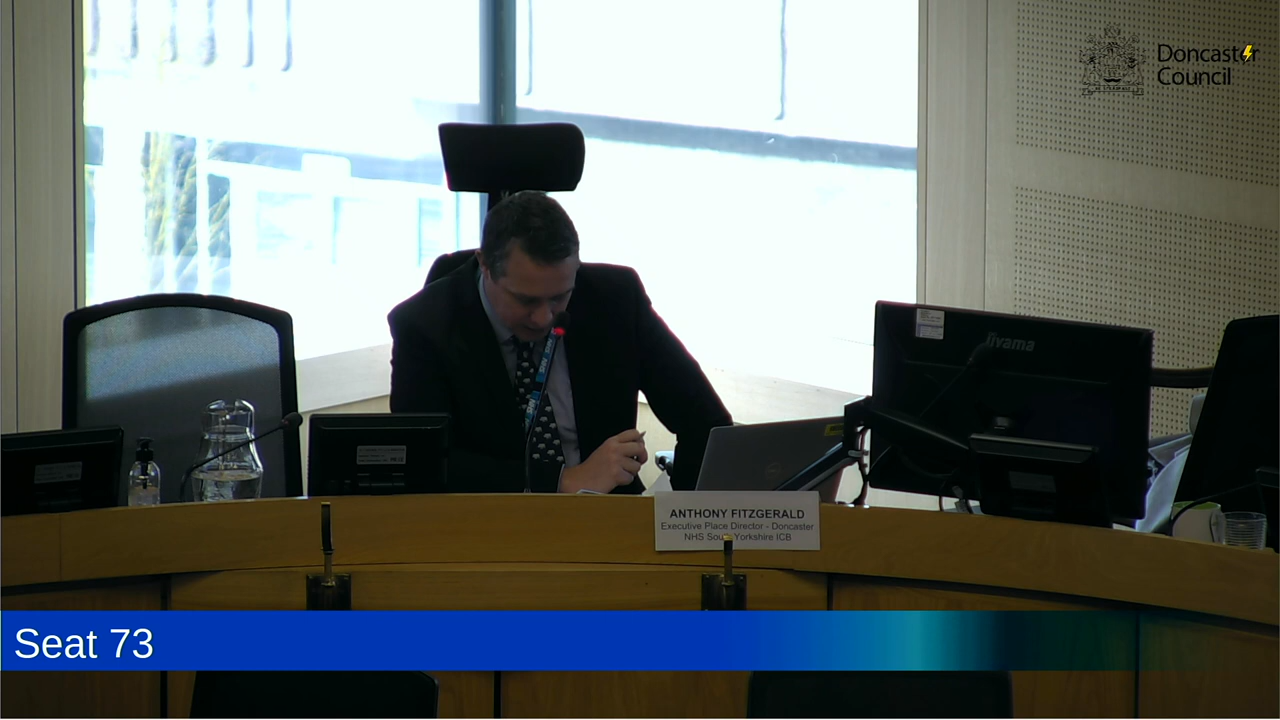 Doncaster
Council
iiyama
ANTHONY FITZGERALD
Executive Place Director - Doncaster
NHS South Yorkshire ICB
Seat 73